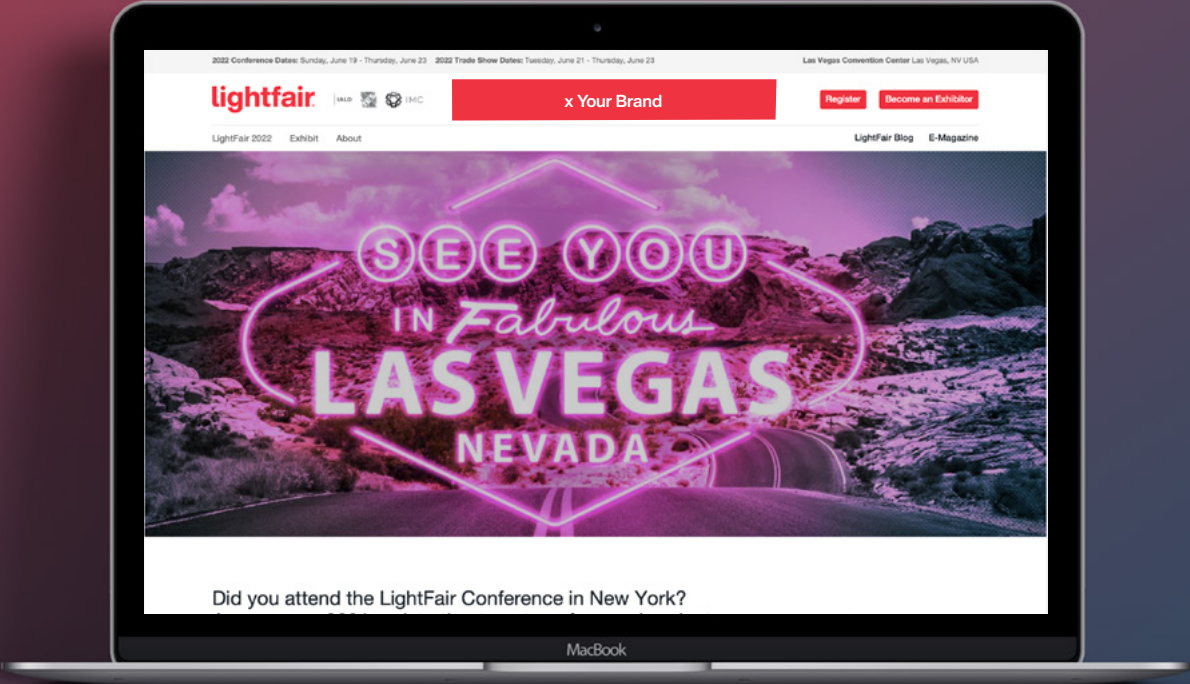 2022 Conference Dates: Sunday, June 19 - Thursday, June 23 2022 Trade Show Dates: Tuesday, June 21 - Thursday, June 23 Las Vegas Convention Center Las Vegas, NV USA
lightfair IALD IMC x Your Brand Register Become an Exhibitor
LightFair 2022 Exhibit About LightFair Blog E-Magazine
SEE YOU
IN Fabulous
LAS VEGAS
NEVADA
Did you attend the LightFair Conference in New York?
MacBook